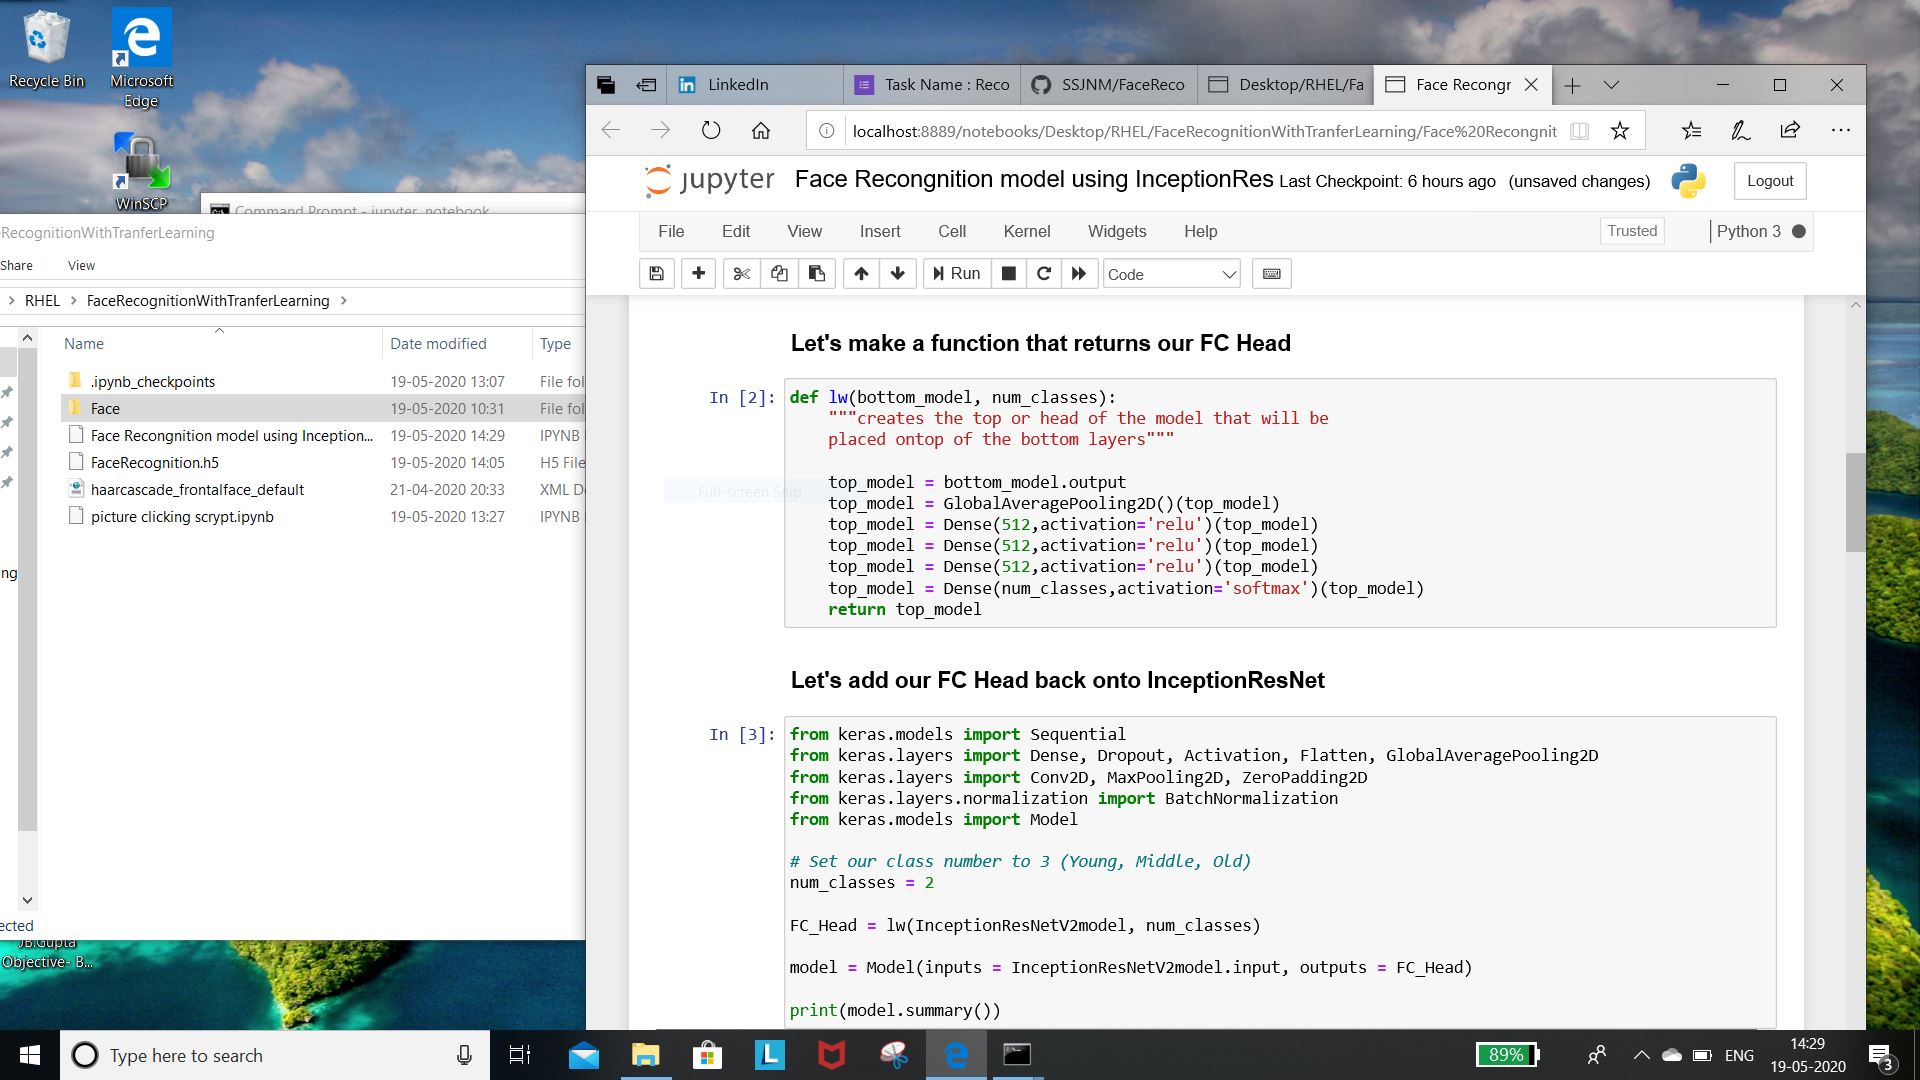 Recycle Bin
Microsoft
Edge
WinSCP
Command Prompt - jupyter notebook
RecognitionWithTranferLearning
Share
View
RHEL
FaceRecognitionWithTranferLearning
Name
Date modified
Type
.ipynb_checkpoints
19-05-2020 13:07
File fol
Face
19-05-2020 10:31
File fol
Face Recongnition model using Inception...
19-05-2020 14:29
IPYNB
FaceRecognition.h5
19-05-2020 14:05
H5 File
haarcascade_frontalface_default
21-04-2020 20:33
XML D
picture clicking scrypt.ipynb
19-05-2020 13:27
IPYNB
ng
ected
JB.Gupta
Objective- B...
LinkedIn
Task Name : Reco
SSJNM/FaceReco
Desktop/RHEL/Fa
Face Recongr
localhost:8889/notebooks/Desktop/RHEL/FaceRecognitionWithTranferLearning/Face%20Recongnit
jupyter
Face Recongnition model using InceptionRes
Last Checkpoint: 6 hours ago
(unsaved changes)
Logout
File
Edit
View
Insert
Cell
Kernel
Widgets
Help
Trusted
Python 3
Run
Code
Full-screen Snip
Let's make a function that returns our FC Head
In [2]:
def lw(bottom_model, num_classes):
    """creates the top or head of the model that will be
    placed ontop of the bottom layers"""
    top_model = bottom_model.output
    top_model = GlobalAveragePooling2D()(top_model)
    top_model = Dense(512,activation='relu')(top_model)
    top_model = Dense(512,activation='relu')(top_model)
    top_model = Dense(512,activation='relu')(top_model)
    top_model = Dense(num_classes,activation='softmax')(top_model)
    return top_model
Let's add our FC Head back onto InceptionResNet
In [3]:
from keras.models import Sequential
from keras.layers import Dense, Dropout, Activation, Flatten, GlobalAveragePooling2D
from keras.layers import Conv2D, MaxPooling2D, ZeroPadding2D
from keras.layers.normalization import BatchNormalization
from keras.models import Model
# Set our class number to 3 (Young, Middle, Old)
num_classes = 2
FC_Head = lw(InceptionResNetV2model, num_classes)
model = Model(inputs = InceptionResNetV2model.input, outputs = FC_Head)
print(model.summary())
Type here to search
L
89%
ENG
14:29
19-05-2020
3